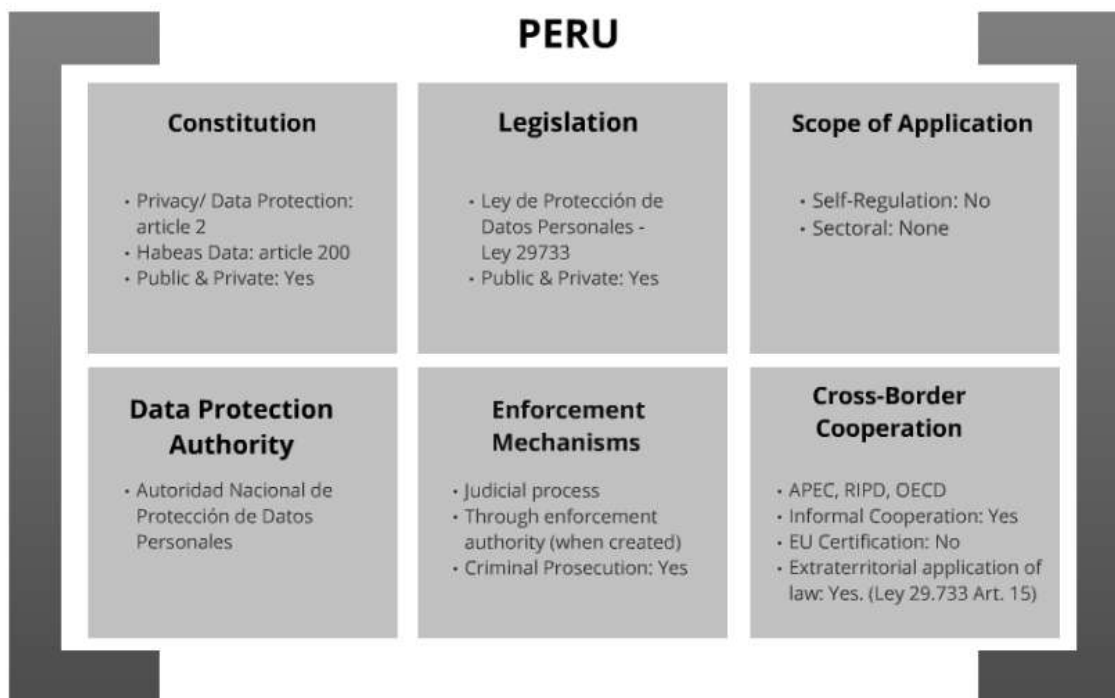 PERU
Constitution
• Privacy/ Data Protection:
article 2
• Habeas Data: article 200
• Public & Private: Yes
Legislation
• Ley de Protección de
Datos Personales -
Ley 29733
• Public & Private: Yes
Scope of Application
• Self-Regulation: No
• Sectoral: None
Data Protection
Authority
• Autoridad Nacional de
Protección de Datos
Personales
Enforcement
Mechanisms
• Judicial process
• Through enforcement
authority (when created)
• Criminal Prosecution: Yes
Cross-Border
Cooperation
• APEC, RIPD, OECD
• Informal Cooperation: Yes
• EU Certification: No
• Extraterritorial application of
law: Yes. (Ley 29.733 Art. 15)